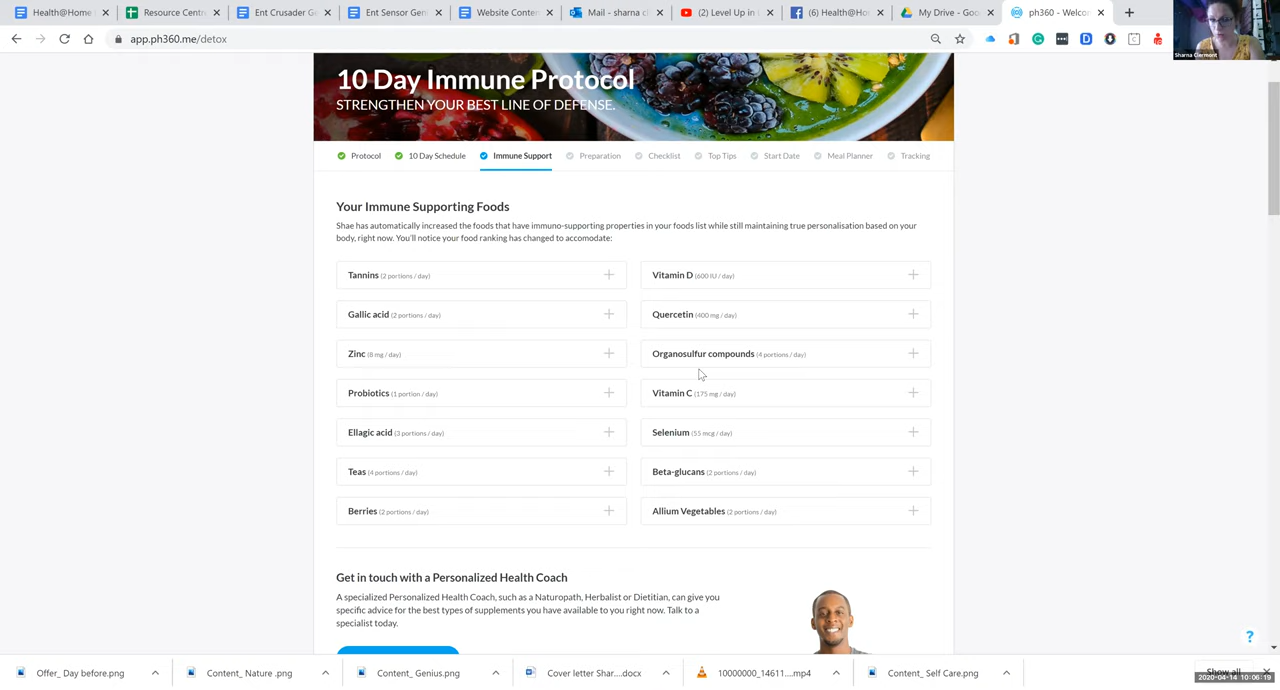 Health@Home
Resource Centr
Ent Crusader Ge
Ent Sensor Gen
Website Conten
Mail - sharna cl
(2) Level Up in C
(6) Health@Hom
My Drive - Goo
ph360 - Welcom
app.ph360.me/detox
Sharna Clermont
10 Day Immune Protocol
STRENGTHEN YOUR BEST LINE OF DEFENSE.
Protocol
10 Day Schedule
Immune Support
Preparation
Checklist
Top Tips
Start Date
Meal Planner
Tracking
Your Immune Supporting Foods
Shae has automatically increased the foods that have immuno-supporting properties in your foods list while still maintaining true personalisation based on your
body, right now. You'll notice your food ranking has changed to accomodate:
Tannins (2 portions / day)
Vitamin D (600 IU / day)
Gallic acid (2 portions / day)
Quercetin (400 mg / day)
Zinc (8 mg / day)
Organosulfur compounds (4 portions / day)
Probiotics (1 portion / day)
Vitamin C (175 mg / day)
Ellagic acid (3 portions / day)
Selenium (55 mcg / day)
Teas (4 portions / day)
Beta-glucans (2 portions / day)
Berries (2 portions / day)
Allium Vegetables (2 portions / day)
Get in touch with a Personalized Health Coach
A specialized Personalized Health Coach, such as a Naturopath, Herbalist or Dietitian, can give you
specific advice for the best types of supplements you have available to you right now. Talk to a
specialist today.
?
Offer_ Day before.png
Content_ Nature .png
Content_ Genius.png
Cover letter Shar....docx
10000000_14611....mp4
Content_ Self Care.png
Show all
2020-04-14 10:06:19